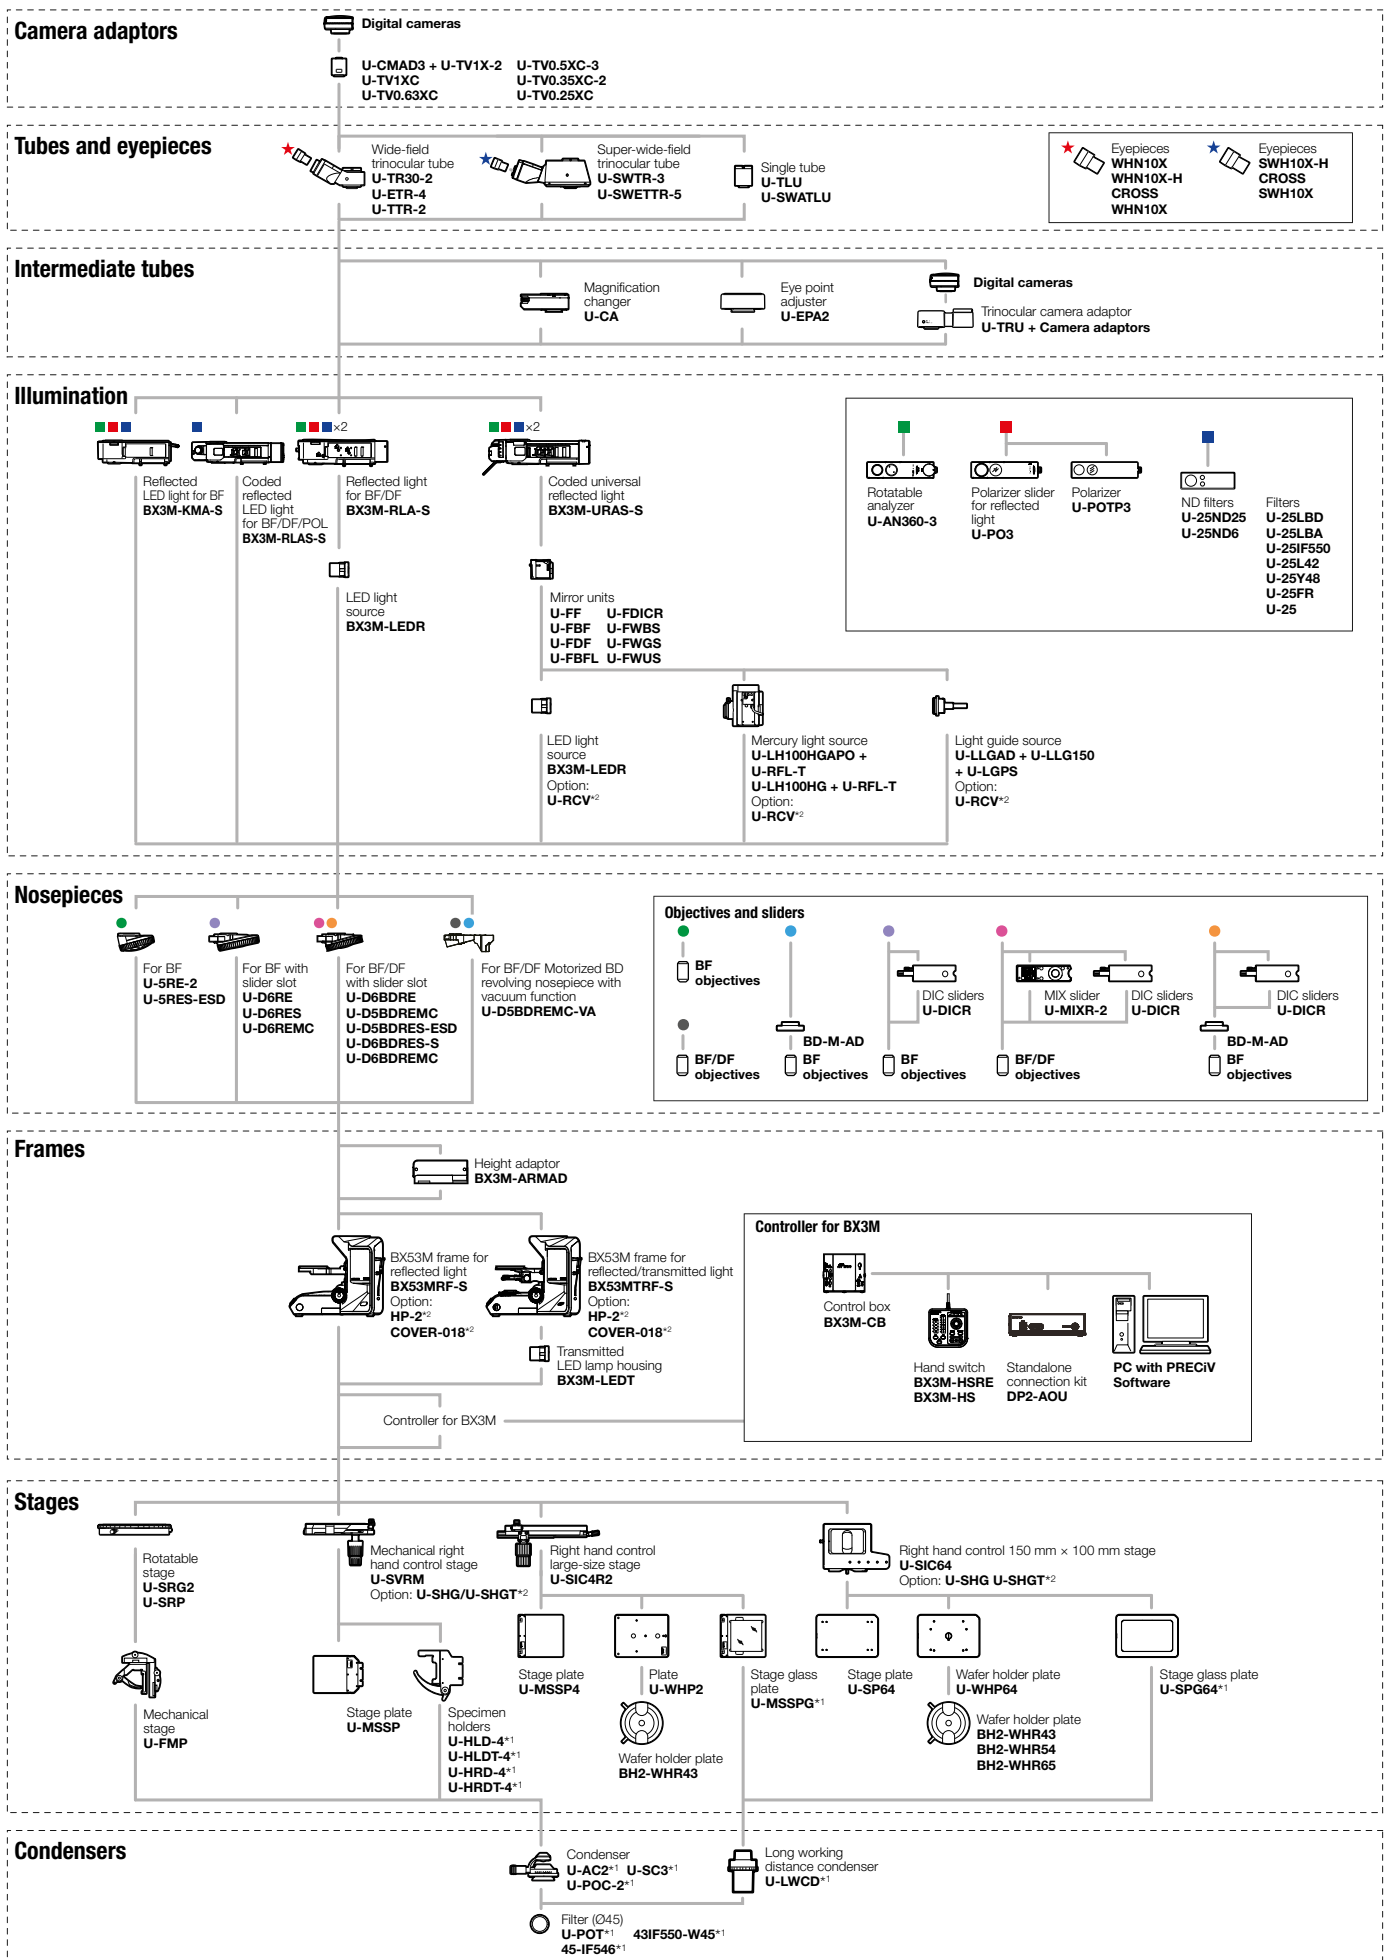 Camera adaptors
Digital cameras
U-CMAD3 + U-TV1X-2 U-TV0.5XC-3
U-TV1XC U-TV0.35XC-2
U-TV0.63XC U-TV0.25XC
Tubes and eyepieces
Wide-field
trinocular tube
U-TR30-2
U-ETR-4
U-TTR-2
Super-wide-field
trinocular tube
U-SWTR-3
U-SWETTR-5
Single tube
U-TLU
U-SWATLU
Eyepieces
WHN10X
WHN10X-H
CROSS
WHN10X
Eyepieces
SWH10X-H
CROSS
SWH10X
Intermediate tubes
Magnification
changer
U-CA
Eye point
adjuster
U-EPA2
Digital cameras
Trinocular camera adaptor
U-TRU + Camera adaptors
Illumination
×2
×2
Reflected
LED light for BF
BX3M-KMA-S
Coded
reflected
LED light
for BF/DF/POL
BX3M-RLAS-S
Reflected light
for BF/DF
BX3M-RLA-S
Coded universal
reflected light
BX3M-URAS-S
LED light
source
BX3M-LEDR
Mirror units
U-FF U-FDICR
U-FBF U-FWBS
U-FDF U-FWGS
U-FBFL U-FWUS
Rotatable
analyzer
U-AN360-3
Polarizer slider
for reflected
light
U-PO3
Polarizer
U-POTP3
ND filters
U-25ND25
U-25ND6
Filters
U-25LBD
U-25LBA
U-25IF550
U-25L42
U-25Y48
U-25FR
U-25
LED light
source
BX3M-LEDR
Option:
U-RCV*2
Mercury light source
U-LH100HGAPO +
U-RFL-T
U-LH100HG + U-RFL-T
Option:
U-RCV*2
Light guide source
U-LLGAD + U-LLG150
+ U-LGPS
Option:
U-RCV*2
Nosepieces
For BF
U-5RE-2
U-5RES-ESD
For BF with
slider slot
U-D6RE
U-D6RES
U-D6REMC
For BF/DF
with slider slot
U-D6BDRE
U-D5BDREMC
U-D5BDRES-ESD
U-D6BDRES-S
U-D6BDREMC
For BF/DF Motorized BD
revolving nosepiece with
vacuum function
U-D5BDREMC-VA
Objectives and sliders
BF
objectives
BF/DF
objectives
BD-M-AD
BF
objectives
DIC sliders
U-DICR
BF
objectives
MIX slider
U-MIXR-2
DIC sliders
U-DICR
BF/DF
objectives
DIC sliders
U-DICR
BD-M-AD
BF
objectives
Frames
Height adaptor
BX3M-ARMAD
BX53M frame for
reflected light
BX53MRF-S
Option:
HP-2*2
COVER-018*2
BX53M frame for
reflected/transmitted light
BX53MTRF-S
Option:
HP-2*2
COVER-018*2
Transmitted
LED lamp housing
BX3M-LEDT
Controller for BX3M
Controller for BX3M
Control box
BX3M-CB
Hand switch
BX3M-HSRE
BX3M-HS
Standalone
connection kit
DP2-AOU
PC with PRECiV
Software
Stages
Rotatable
stage
U-SRG2
U-SRP
Mechanical right
hand control stage
U-SVRM
Option: U-SHG/U-SHGT*2
Right hand control
large-size stage
U-SIC4R2
Right hand control 150 mm × 100 mm stage
U-SIC64
Option: U-SHG U-SHGT*2
Mechanical
stage
U-FMP
Stage plate
U-MSSP
Specimen
holders
U-HLD-4*1
U-HLDT-4*1
U-HRD-4*1
U-HRDT-4*1
Stage plate
U-MSSP4
Plate
U-WHP2
Wafer holder plate
BH2-WHR43
Stage glass
plate
U-MSSPG*1
Stage plate
U-SP64
Wafer holder plate
U-WHP64
Wafer holder plate
BH2-WHR43
BH2-WHR54
BH2-WHR65
Stage glass plate
U-SPG64*1
Condensers
Condenser
U-AC2*1 U-SC3*1
U-POC-2*1
Long working
distance condenser
U-LWCD*1
Filter (Ø45)
U-POT*1 43IF550-W45*1
45-IF546*1